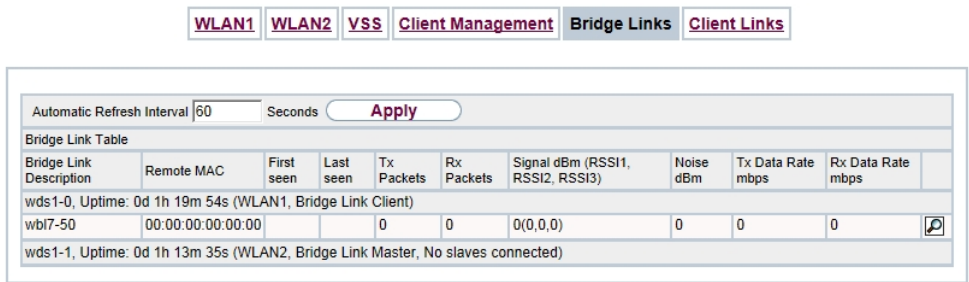 WLAN1 WLAN2 VSS Client Management Bridge Links Client Links
Automatic Refresh Interval 60 Seconds Apply
Bridge Link Table
Bridge Link Description Remote MAC First seen Last seen Tx Packets Rx Packets Signal dBm (RSSI1, RSSI2, RSSI3) Noise dBm Tx Data Rate mbps Rx Data Rate mbps
wds1-0, Uptime: 0d 1h 19m 54s (WLAN1, Bridge Link Client)
wbl7-50 00:00:00:00:00:00 0 0 0(0,0,0) 0 0 0
wds1-1, Uptime: 0d 1h 13m 35s (WLAN2, Bridge Link Master, No slaves connected)